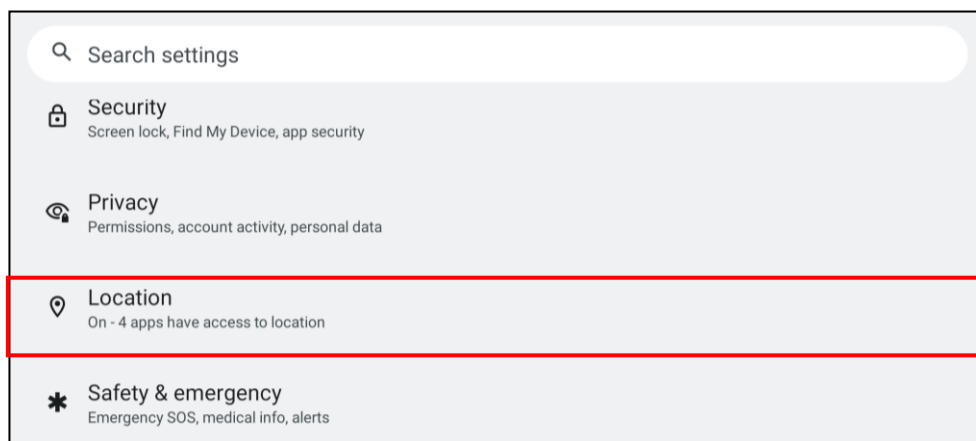 Search settings
Security
Screen lock, Find My Device, app security
Privacy
Permissions, account activity, personal data
Location
On - 4 apps have access to location
Safety & emergency
Emergency SOS, medical info, alerts